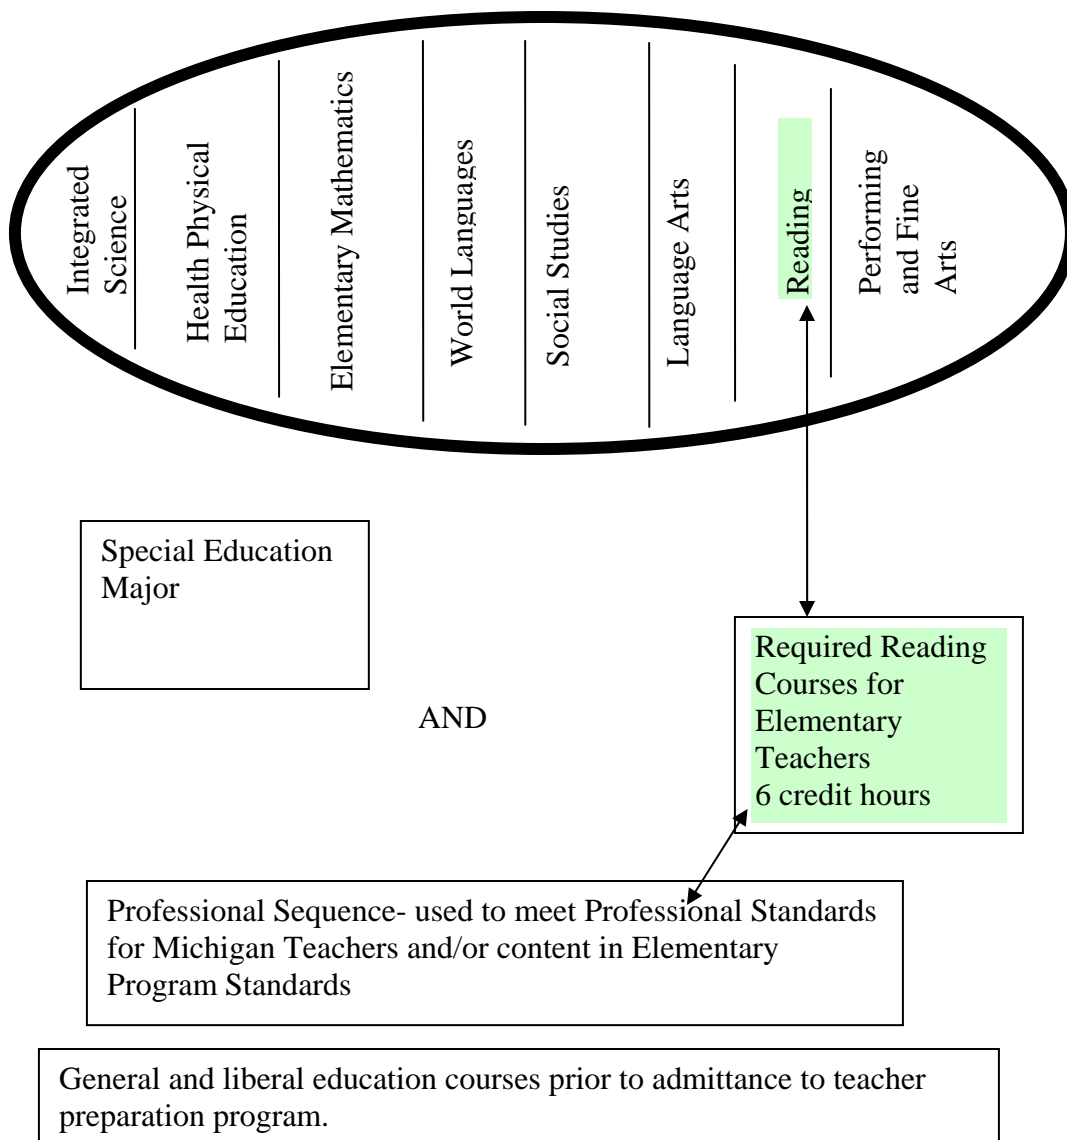 Integrated
Science
Health Physical
Education
Elementary Mathematics
World Languages
Social Studies
Language Arts
Reading
Performing
and Fine
Arts
Special Education
Major
AND
Required Reading
Courses for
Elementary
Teachers
6 credit hours
Professional Sequence- used to meet Professional Standards
for Michigan Teachers and/or content in Elementary
Program Standards
General and liberal education courses prior to admittance to teacher
preparation program.